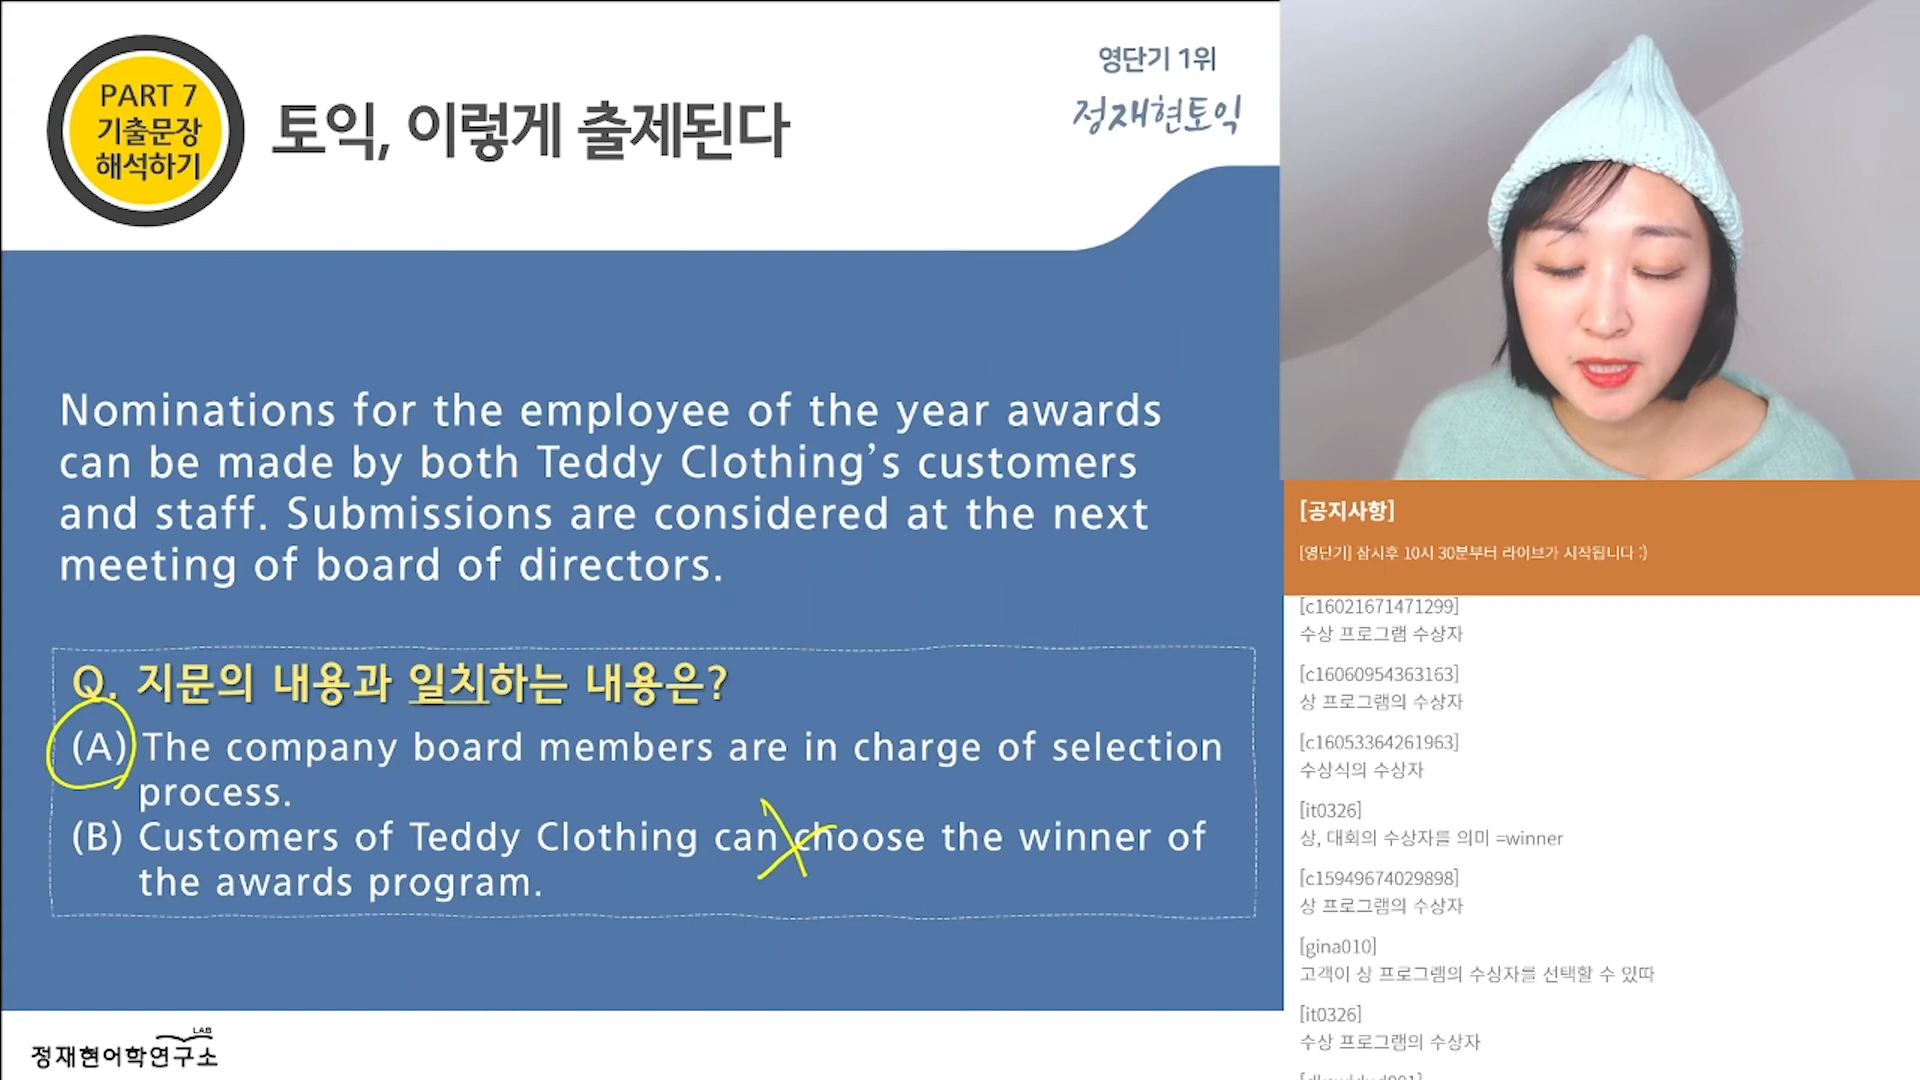 PART 7
기출문장
해석하기
토익, 이렇게 출제된다
영단기 1위
정재현토익
Nominations for the employee of the year awards
can be made by both Teddy Clothing's customers
and staff. Submissions are considered at the next
meeting of board of directors.
Q. 지문의 내용과 일치하는 내용은?
(A) The company board members are in charge of selection
process.
(B) Customers of Teddy Clothing can choose the winner of
the awards program.
LAB
정재현어학연구소
[공지사항]
[영단기] 잠시후 10시 30분부터 라이브가 시작됩니다 :)
[c16021671471299]
수상 프로그램 수상자
[c16060954363163]
상 프로그램의 수상자
[c16053364261963]
수상식의 수상자
[it0326]
상, 대회의 수상자를 의미 =winner
[c15949674029898]
상 프로그램의 수상자
[gina010]
고객이 상 프로그램의 수상자를 선택할 수 있따
[it0326]
수상 프로그램의 수상자